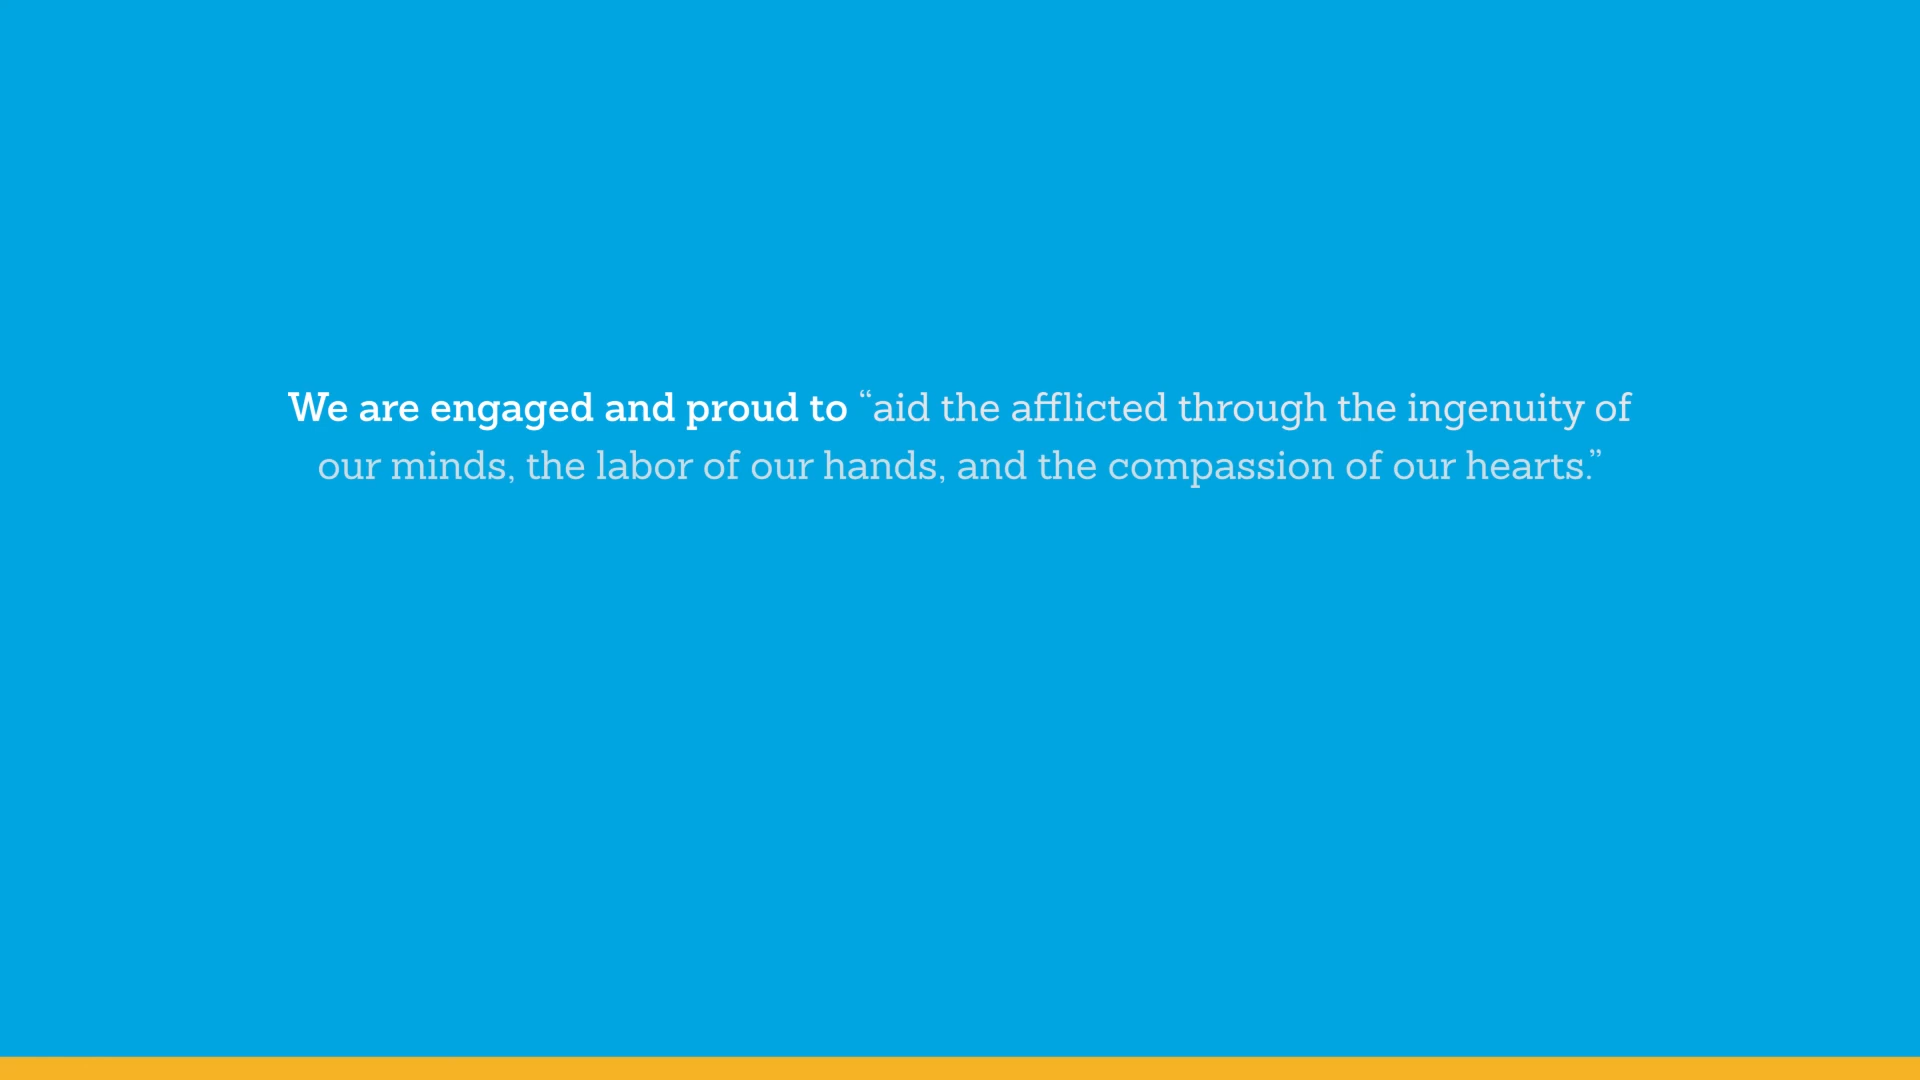 We are engaged and proud to “aid the afflicted through the ingenuity of
our minds, the labor of our hands, and the compassion of our hearts.”